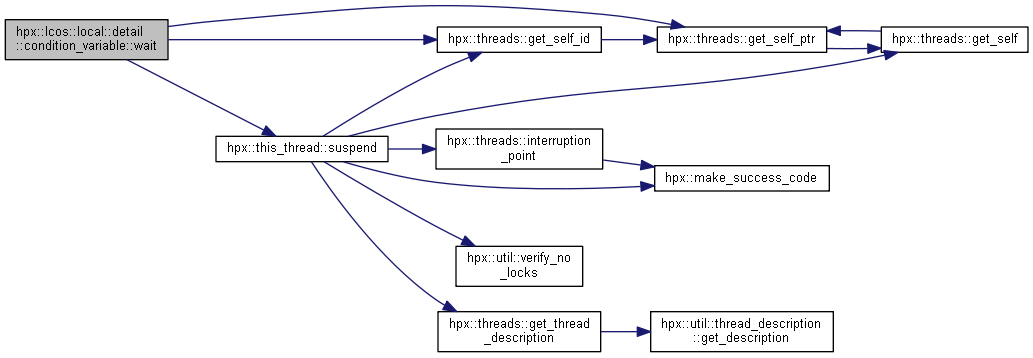 hpx::lcos::local::detail
::condition_variable::wait
hpx::threads::get_self_id
hpx::threads::get_self_ptr
hpx::threads::get_self
hpx::this_thread::suspend
hpx::threads::interruption
_point
hpx::make_success_code
hpx::util::verify_no
_locks
hpx::threads::get_thread
_description
hpx::util::thread_description
::get_description